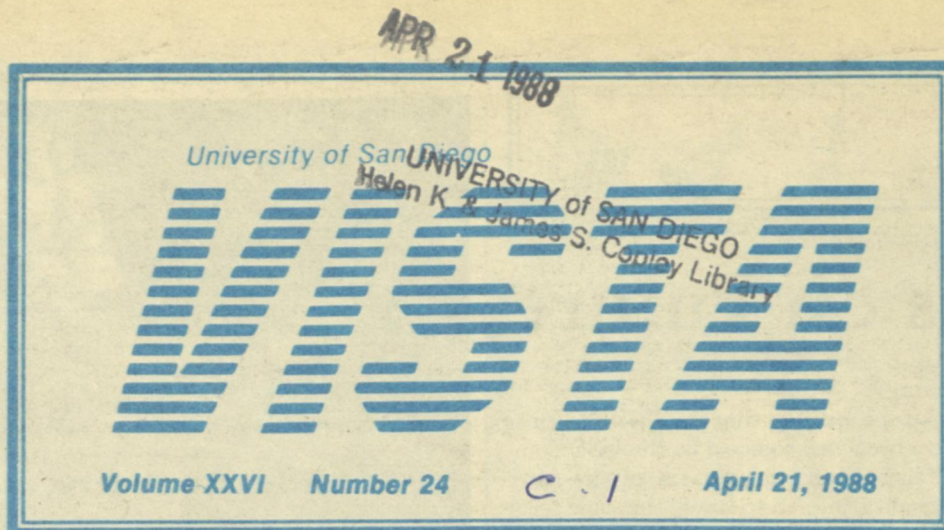 APR 21 1988
University of San Diego
UNIVERSITY of SAN DIEGO
Helen K. & James S. Copley Library
VISTA
Volume XXVI Number 24 C.1 April 21, 1988